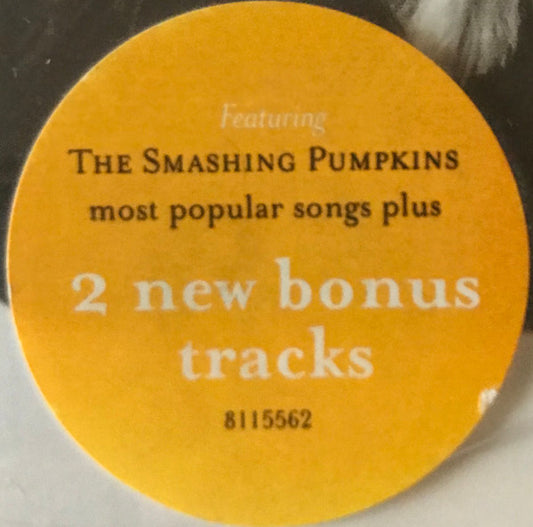 Featuring
THE SMASHING PUMPKINS
most popular songs plus
2 new bonus
tracks
8115562